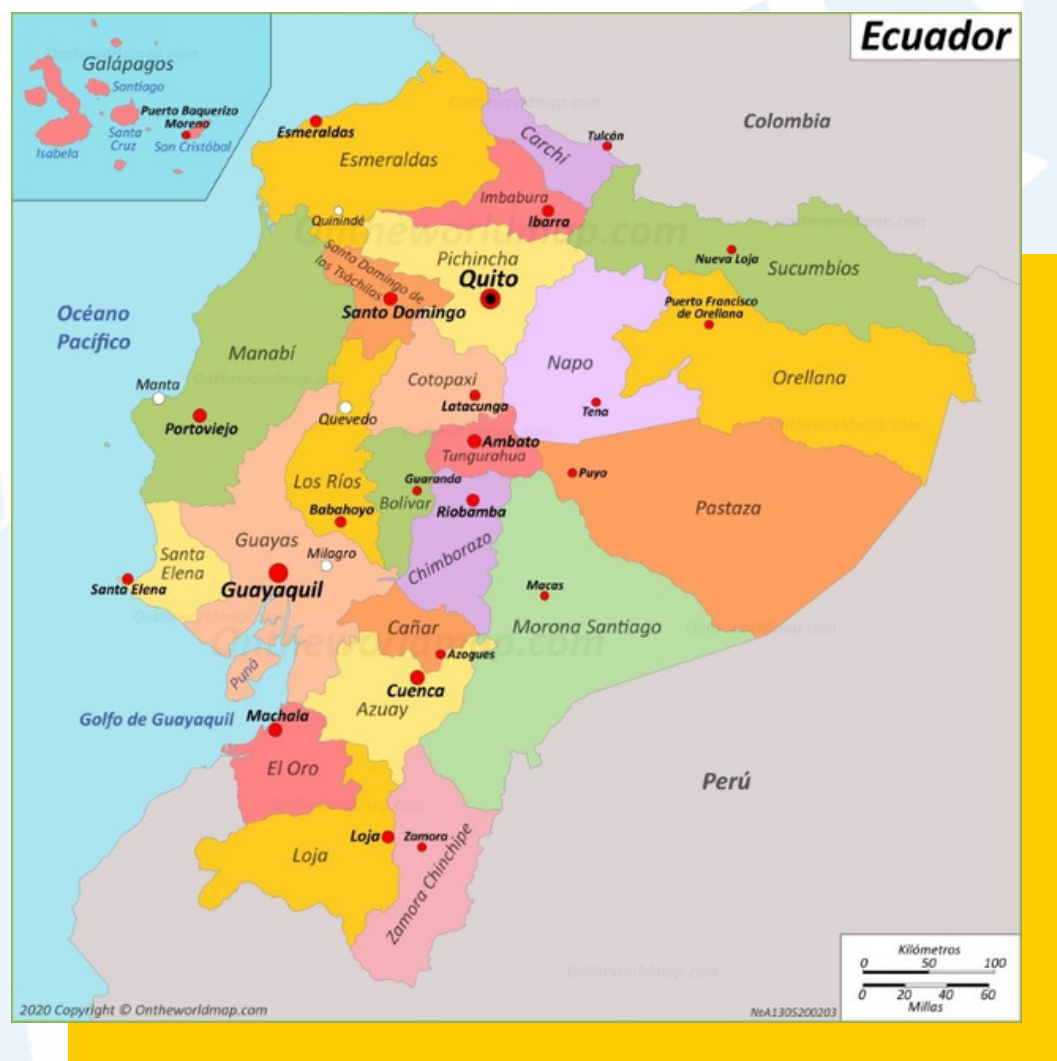 Ecuador
Galápagos
Santiago
Puerto Baquerizo
Moreno
Santa
Cruz
San Cristóbal
Isabela
Colombia
Esmeraldas
Esmeraldas
Carchi
Tulcán
Imbabura
Ibarra
Quinindé
Pichincha
Quito
Nueva Loja
Sucumbíos
Santo Domingo de
los Tsáchilas
Santo Domingo
Puerto Francisco
de Orellana
Océano
Pacífico
Manabí
Napo
Orellana
Cotopaxi
Manta
Latacunga
Tena
Quevedo
Portoviejo
Ambato
Tungurahua
Puyo
Los Ríos
Guaranda
Bolívar
Riobamba
Pastaza
Babahoyo
Guayas
Chimborazo
Milagro
Santa
Elena
Santa Elena
Guayaquil
Macas
Cañar
Morona Santiago
Azogues
Puná
Cuenca
Azuay
Golfo de Guayaquil
Machala
El Oro
Perú
Loja
Zamora
Loja
Zamora Chinchipe
Kilómetros
0 50 100
0 20 40 60
Millas
2020 Copyright © Ontheworldmap.com
NsA1305200203
Ontheworldmap.com